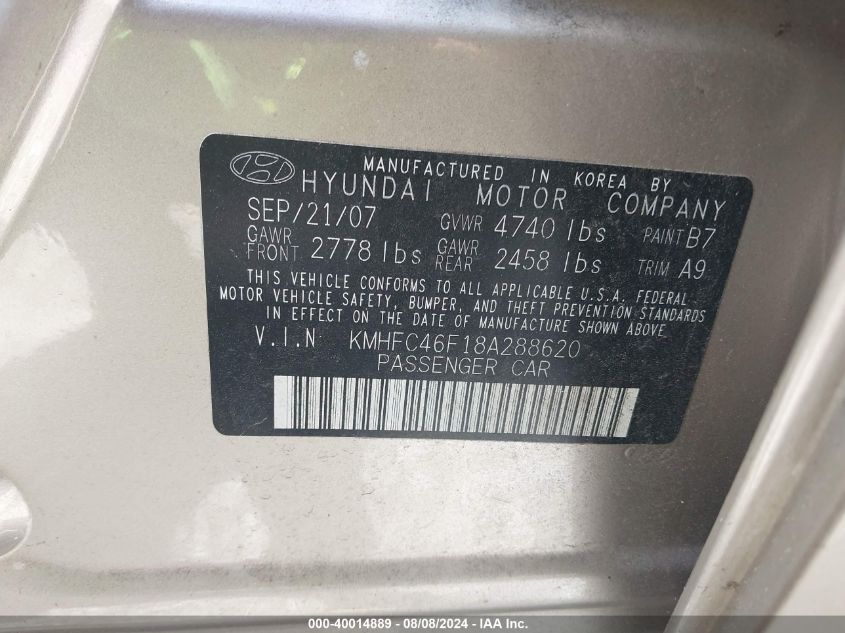 MANUFACTURED IN KOREA BY
HYUNDAI MOTOR COMPANY
SEP/21/07 GVWR 4740 lbs PAINT B7
GAWR FRONT 2778 lbs GAWR REAR 2458 lbs TRIM A9
THIS VEHICLE CONFORMS TO ALL APPLICABLE U.S.A. FEDERAL
MOTOR VEHICLE SAFETY, BUMPER, AND THEFT PREVENTION STANDARDS
IN EFFECT ON THE DATE OF MANUFACTURE SHOWN ABOVE
V.I.N KMHFC46F18A288620
PASSENGER CAR
000-40014889 - 08/08/2024 - IAA Inc.